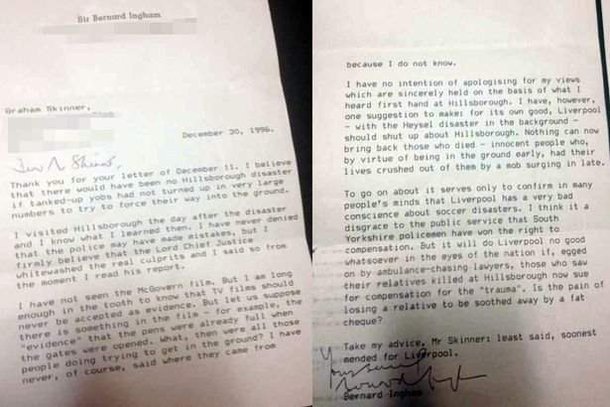 Sir Bernard Ingham
Graham Skinner,
December 30, 1996.
Dear Mr Skinner,
Thank you for your letter of December 11. I believe
that there would have been no Hillsborough disaster
if tanked-up yobs had not turned up in very large
numbers to try to force their way into the ground.
I visited Hillsborough the day after the disaster
and I know what I learned then. I have never denied
that the police may have made mistakes, but I
firmly believe that the Lord Chief Justice
whitewashed the real culprits and I said so from
the moment I read his report.
I have not seen the McGovern film. But I am long
enough in the tooth to know that TV films should
never be accepted as evidence. But let us suppose
there is something in the film - for example, the
"evidence" that the pens were already full when
the gates were opened. What, then, were all those
people doing trying to get in the ground? I have
never, of course, said where they came from
because I do not know.
I have no intention of apologising for my views
which are sincerely held on the basis of what I
heard first hand at Hillsborough. I have, however,
one suggestion to make: for its own good, Liverpool
- with the Heysel disaster in the background -
should shut up about Hillsborough. Nothing can now
bring back those who died - innocent people who,
by virtue of being in the ground early, had their
lives crushed out of them by a mob surging in late.
To go on about it serves only to confirm in many
people's minds that Liverpool has a very bad
conscience about soccer disasters. I think it a
disgrace to the public service that South
Yorkshire policemen have won the right to
compensation. But it will do Liverpool no good
whatsoever in the eyes of the nation if, egged
on by ambulance-chasing lawyers, those who saw
their relatives killed at Hillsborough now sue
for compensation for the "trauma". Is the pain of
losing a relative to be soothed away by a fat
cheque?
Take my advice, Mr Skinner: least said, soonest
mended for Liverpool.
Yours sincerely
Bernard Ingham